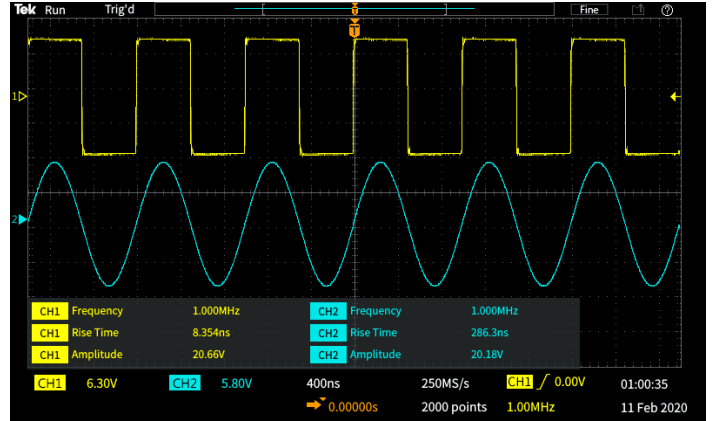 Tek Run Trig'd [ ] Fine
T
1
2
CH1 Frequency 1.000MHz CH2 Frequency 1.000MHz
CH1 Rise Time 8.354ns CH2 Rise Time 286.3ns
CH1 Amplitude 20.66V CH2 Amplitude 20.18V
CH1 6.30V CH2 5.80V 400ns 250MS/s CH1 0.00V 01:00:35
0.00000s 2000 points 1.00MHz 11 Feb 2020